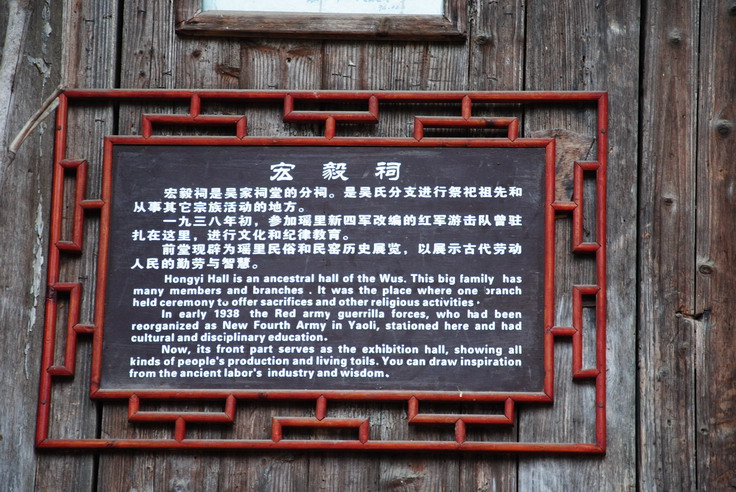 宏毅祠
宏毅祠是吴家祠堂的分祠。是吴氏分支进行祭祀祖先和
从事其它宗族活动的地方。
一九三八年初，参加瑶里新四军改编的红军游击队曾驻
扎在这里，进行文化和纪律教育。
前堂现辟为瑶里民俗和民窑历史展览，以展示古代劳动
人民的勤劳与智慧。
Hongyi Hall is an ancestral hall of the Wus. This big family has
many members and branches . It was the place where one branch
held ceremony to offer sacrifices and other religious activities .
In early 1938 the Red army guerrilla forces, who had been
reorganized as New Fourth Army in Yaoli, stationed here and had
cultural and disciplinary education.
Now, its front part serves as the exhibition hall, showing all
kinds of people's production and living toils. You can draw inspiration
from the ancient labor's industry and wisdom.